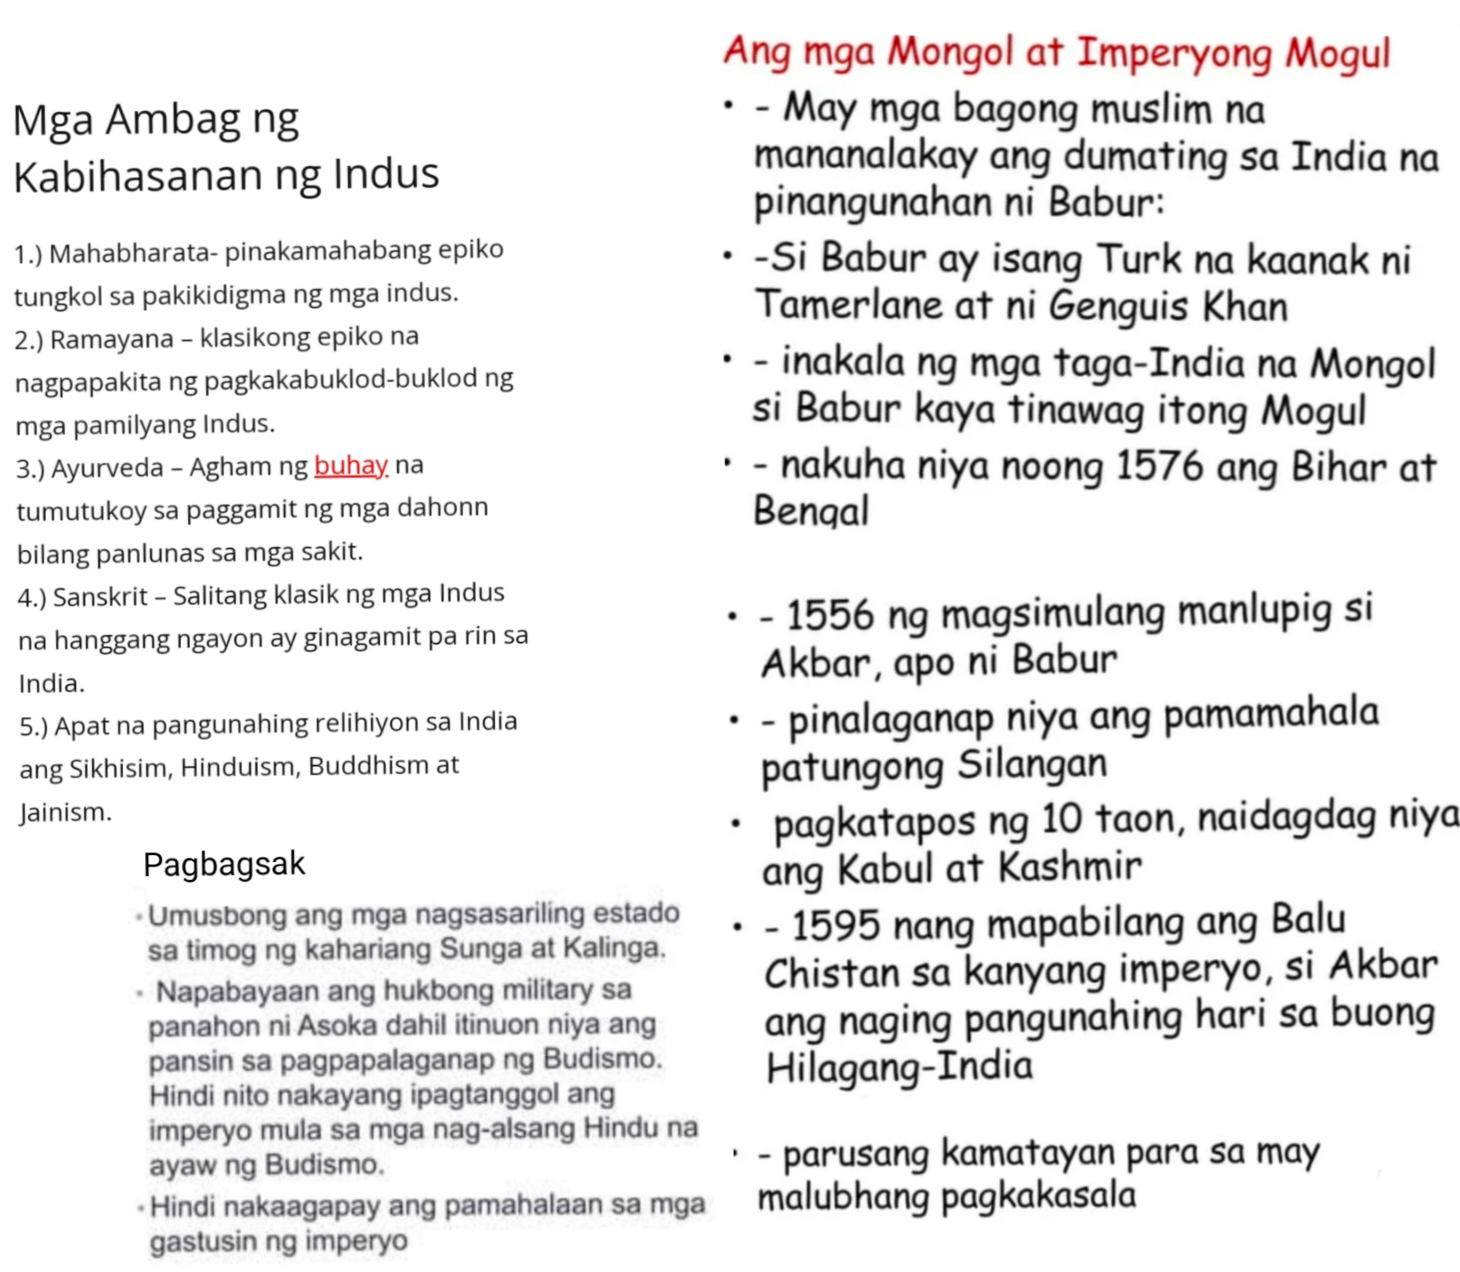 Mga Ambag ng
Kabihasanan ng Indus
1.) Mahabharata- pinakamahabang epiko
tungkol sa pakikidigma ng mga indus.
2.) Ramayana – klasikong epiko na
nagpapakita ng pagkakabuklod-buklod ng
mga pamilyang Indus.
3.) Ayurveda – Agham ng buhay na
tumutukoy sa paggamit ng mga dahonn
bilang panlunas sa mga sakit.
4.) Sanskrit – Salitang klasik ng mga Indus
na hanggang ngayon ay ginagamit pa rin sa
India.
5.) Apat na pangunahing relihiyon sa India
ang Sikhisim, Hinduism, Buddhism at
Jainism.
Pagbagsak
• Umusbong ang mga nagsasariling estado
sa timog ng kahariang Sunga at Kalinga.
• Napabayaan ang hukbong military sa
panahon ni Asoka dahil itinuon niya ang
pansin sa pagpapalaganap ng Budismo.
Hindi nito nakayang ipagtanggol ang
imperyo mula sa mga nag-alsang Hindu na
ayaw ng Budismo.
• Hindi nakaagapay ang pamahalaan sa mga
gastusin ng imperyo
Ang mga Mongol at Imperyong Mogul
• - May mga bagong muslim na
mananalakay ang dumating sa India na
pinangunahan ni Babur:
• -Si Babur ay isang Turk na kaanak ni
Tamerlane at ni Genguis Khan
• - inakala ng mga taga-India na Mongol
si Babur kaya tinawag itong Mogul
• - nakuha niya noong 1576 ang Bihar at
Bengal
• - 1556 ng magsimulang manlupig si
Akbar, apo ni Babur
• - pinalaganap niya ang pamamahala
patungong Silangan
• pagkatapos ng 10 taon, naidagdag niya
ang Kabul at Kashmir
• - 1595 nang mapabilang ang Balu
Chistan sa kanyang imperyo, si Akbar
ang naging pangunahing hari sa buong
Hilagang-India
• - parusang kamatayan para sa may
malubhang pagkakasala